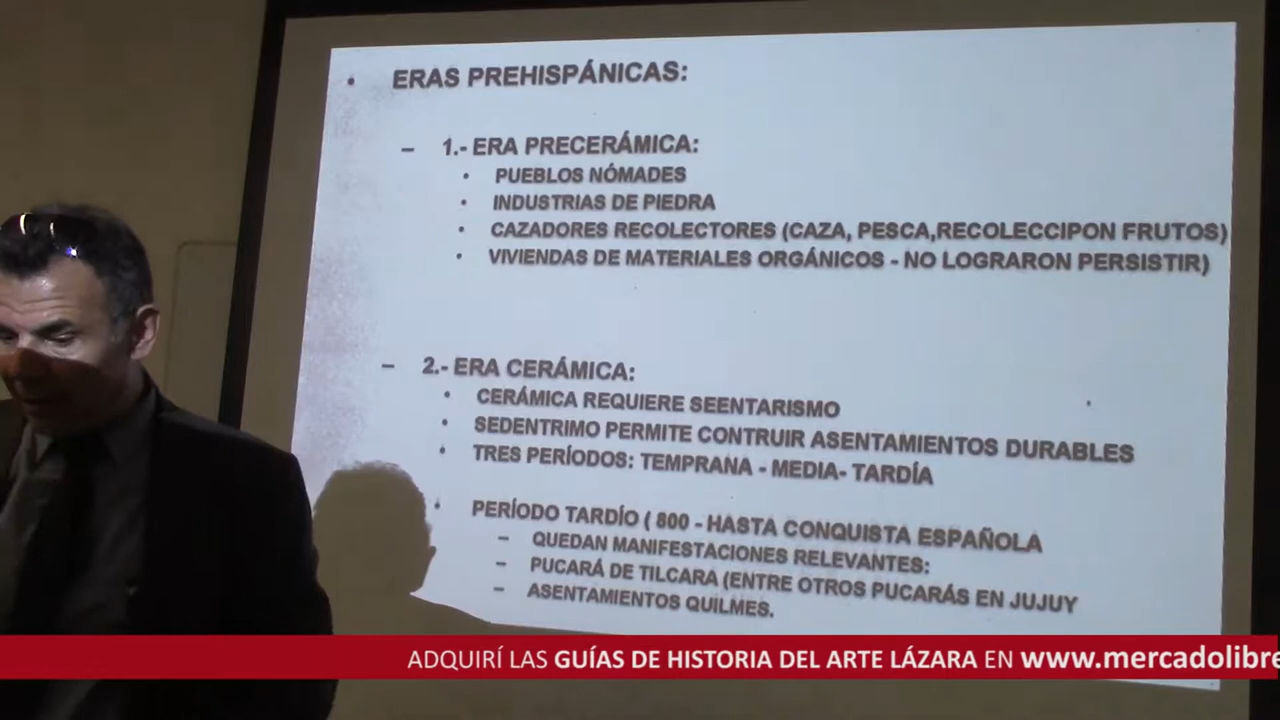 • ERAS PREHISPÁNICAS:
– 1.- ERA PRECERÁMICA:
• PUEBLOS NÓMADES
• INDUSTRIAS DE PIEDRA
• CAZADORES RECOLECTORES (CAZA, PESCA,RECOLECCIPON FRUTOS)
• VIVIENDAS DE MATERIALES ORGÁNICOS - NO LOGRARON PERSISTIR)
– 2.- ERA CERÁMICA:
• CERÁMICA REQUIERE SEENTARISMO
• SEDENTRIMO PERMITE CONTRUIR ASENTAMIENTOS DURABLES
• TRES PERÍODOS: TEMPRANA - MEDIA- TARDÍA
• PERÍODO TARDÍO ( 800 - HASTA CONQUISTA ESPAÑOLA
– QUEDAN MANIFESTACIONES RELEVANTES:
– PUCARÁ DE TILCARA (ENTRE OTROS PUCARÁS EN JUJUY
– ASENTAMIENTOS QUILMES.
ADQUIRÍ LAS GUÍAS DE HISTORIA DEL ARTE LÁZARA EN www.mercadolibre